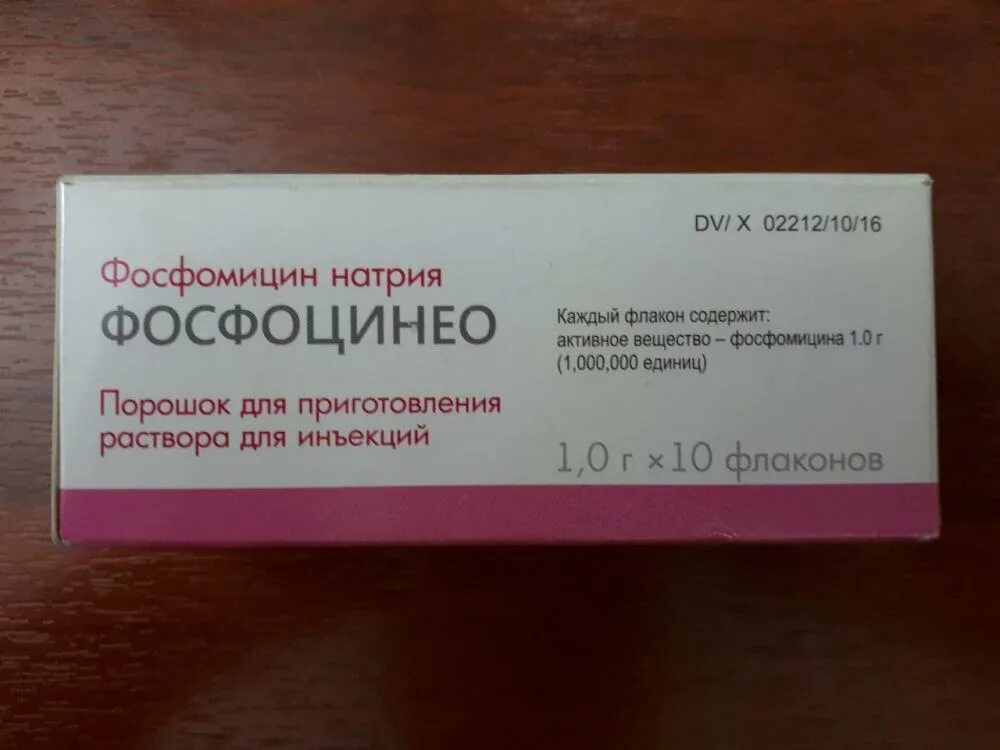 DV/ X 02212/10/16
Фосфомицин натрия
ФОСФОЦИНЕО
Порошок для приготовления
раствора для инъекций
Каждый флакон содержит:
активное вещество – фосфомицина 1.0 г
(1,000,000 единиц)
1,0 г × 10 флаконов